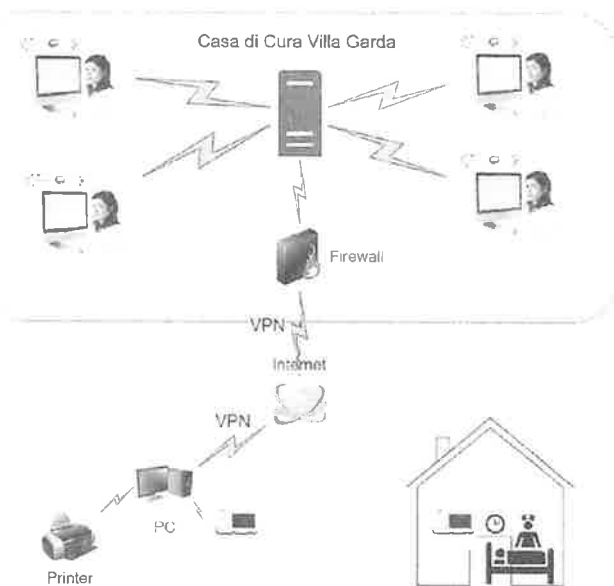 Casa di Cura Villa Garda
Firewall
VPN
Internet
VPN
PC
Printer